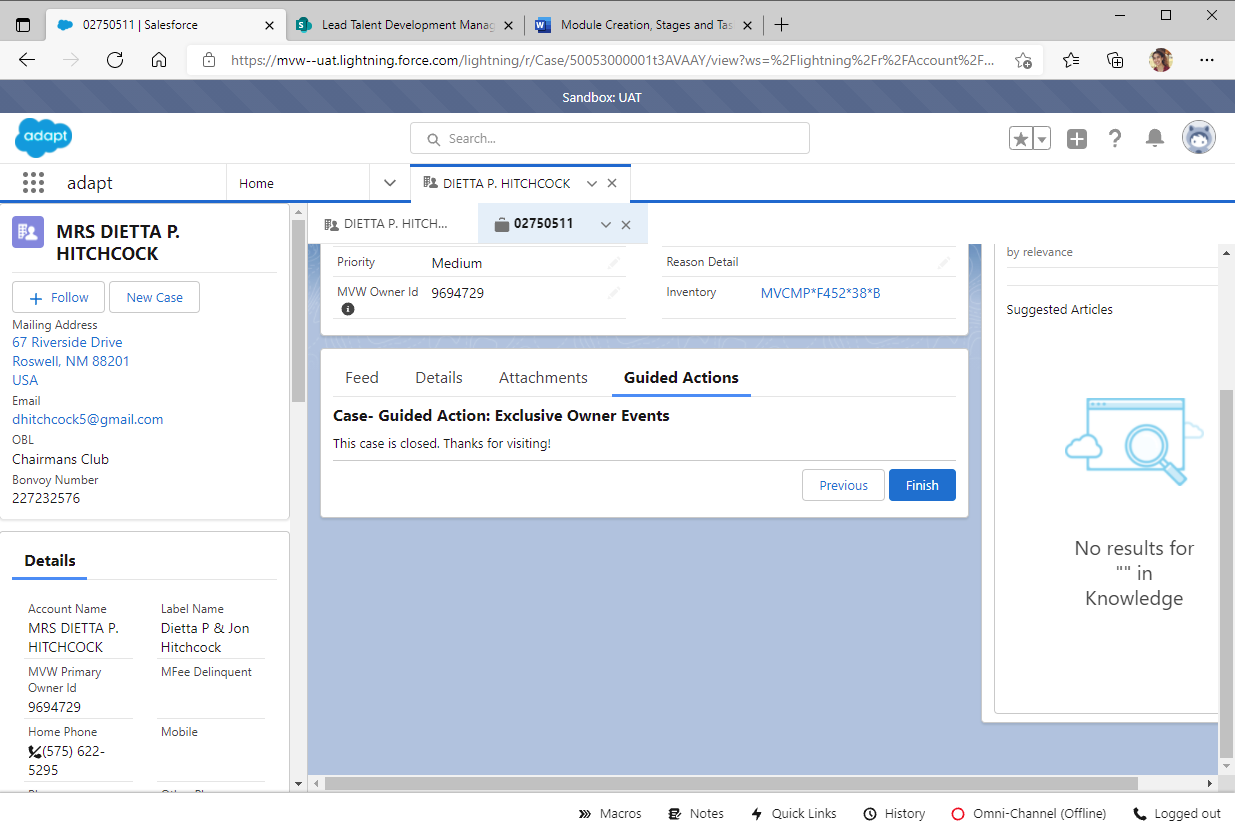 02750511 | Salesforce
Lead Talent Development Manag
Module Creation, Stages and Tas
https://mvw--uat.lightning.force.com/lightning/r/Case/50053000001t3AVAAY/view?ws=%2Flightning%2Fr%2FAccount%2F...
Sandbox: UAT
adapt
Search...
adapt
Home
DIETTA P. HITCHCOCK
DIETTA P. HITCH...
02750511
MRS DIETTA P.
HITCHCOCK
Follow
New Case
Mailing Address
67 Riverside Drive
Roswell, NM 88201
USA
Email
dhitchcock5@gmail.com
OBL
Chairmans Club
Bonvoy Number
227232576
Details
Account Name
MRS DIETTA P.
HITCHCOCK
Label Name
Dietta P & Jon
Hitchcock
MVW Primary
Owner Id
9694729
MFee Delinquent
Home Phone
(575) 622-
5295
Mobile
Priority
Medium
Reason Detail
MVW Owner Id
9694729
Inventory
MVCMP*F452*38*B
Feed
Details
Attachments
Guided Actions
Case- Guided Action: Exclusive Owner Events
This case is closed. Thanks for visiting!
Previous
Finish
by relevance
Suggested Articles
No results for
"" in
Knowledge
Macros
Notes
Quick Links
History
Omni-Channel (Offline)
Logged out